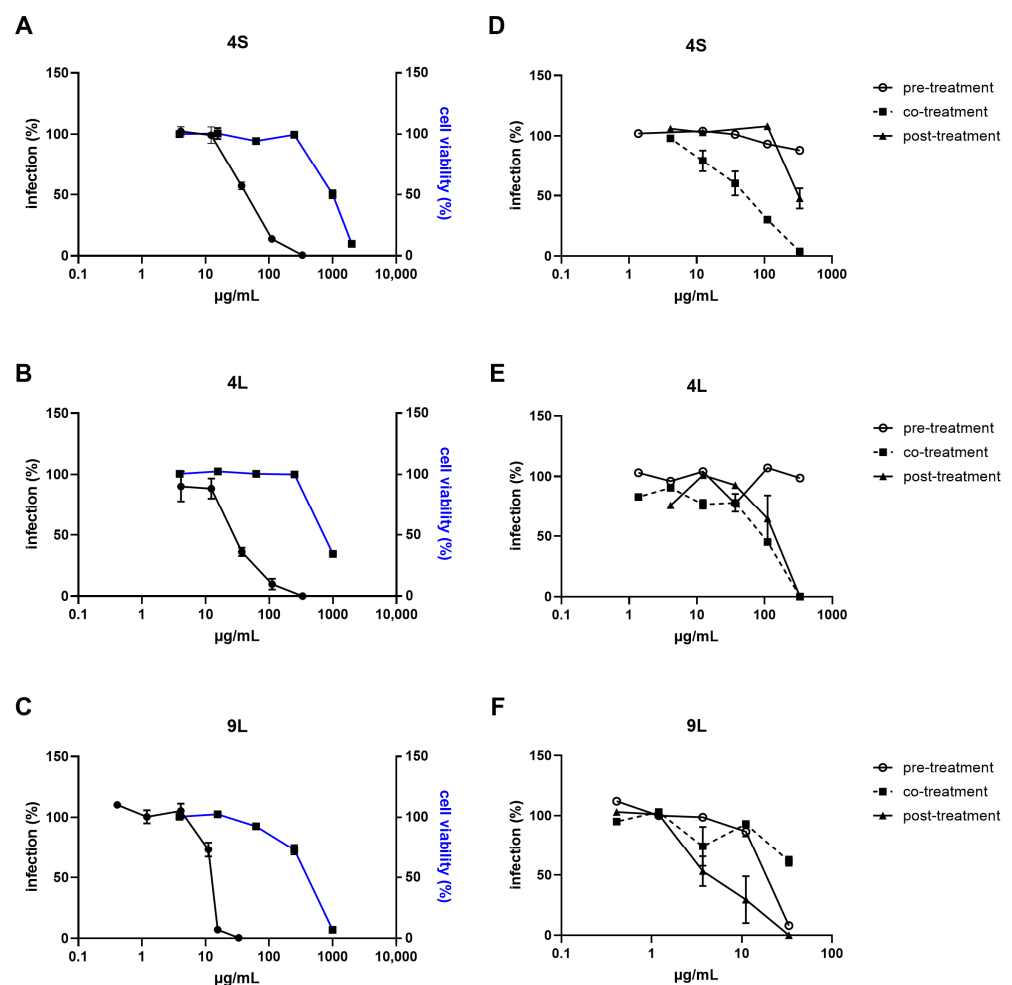 A
4S
150
100
50
0
infection (%)
150
100
50
0
cell viability (%)
0.1 1 10 100 1000 10,000
µg/mL
D
4S
150
100
50
0
infection (%)
0.1 1 10 100 1000
µg/mL
pre-treatment
co-treatment
post-treatment
B
4L
150
100
50
0
infection (%)
150
100
50
0
cell viability (%)
0.1 1 10 100 1000 10,000
µg/mL
E
4L
150
100
50
0
infection (%)
0.1 1 10 100 1000
µg/mL
pre-treatment
co-treatment
post-treatment
C
9L
150
100
50
0
infection (%)
150
100
50
0
cell viability (%)
0.1 1 10 100 1000 10,000
µg/mL
F
9L
150
100
50
0
infection (%)
0.1 1 10 100
µg/mL
pre-treatment
co-treatment
post-treatment